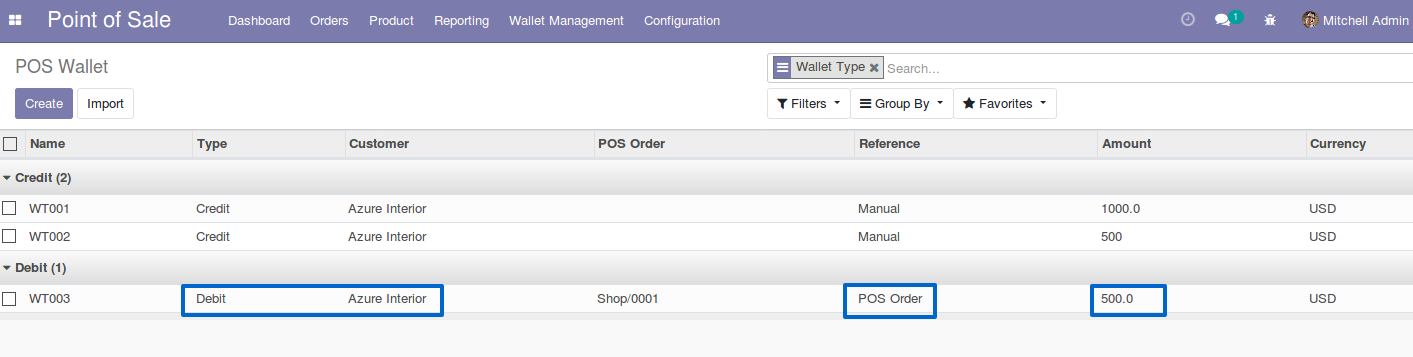 Point of Sale Dashboard Orders Product Reporting Wallet Management Configuration 1 Mitchell Admin
POS Wallet
Wallet Type Search...
Create Import Filters Group By Favorites
Name Type Customer POS Order Reference Amount Currency
Credit (2)
WT001 Credit Azure Interior Manual 1000.0 USD
WT002 Credit Azure Interior Manual 500 USD
Debit (1)
WT003 Debit Azure Interior Shop/0001 POS Order 500.0 USD